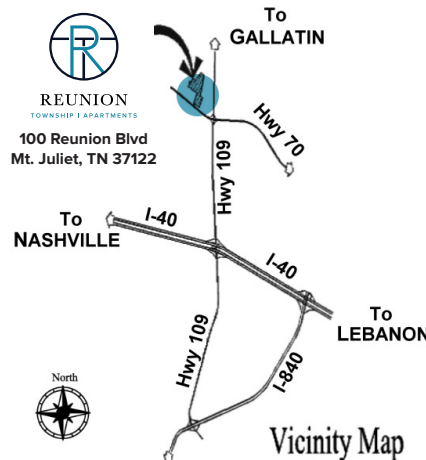 To
GALLATIN
R
REUNION
TOWNSHIP | APARTMENTS
100 Reunion Blvd
Mt. Juliet, TN 37122
Hwy 109
Hwy 70
To
NASHVILLE
I-40
I-40
To
LEBANON
Hwy 109
I-840
North
Vicinity Map